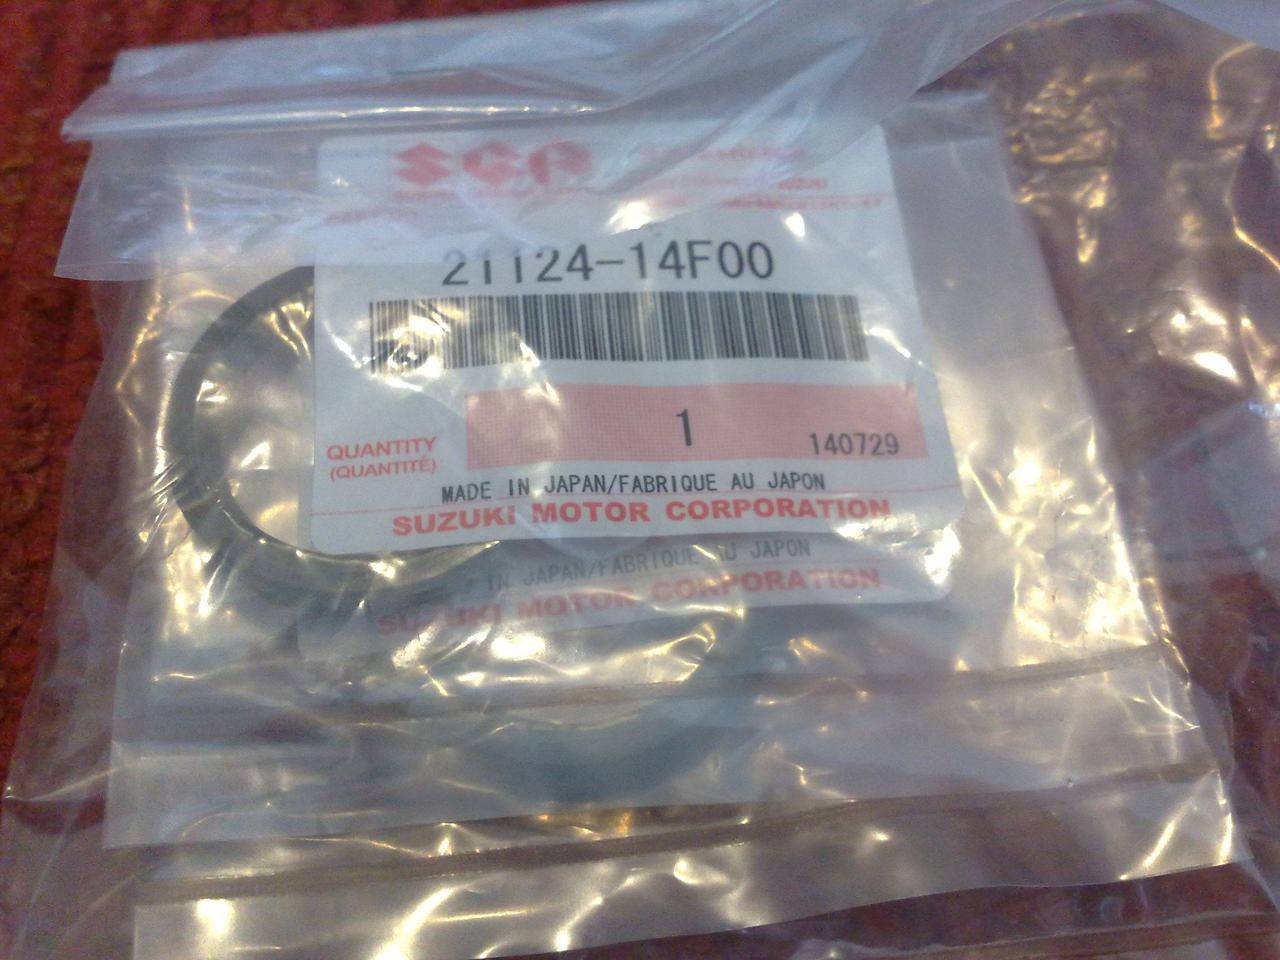 SGP
21124-14F00
1
140729
QUANTITY
(QUANTITÉ)
MADE IN JAPAN/FABRIQUE AU JAPON
SUZUKI MOTOR CORPORATION
IN JAPAN/FABRIQUE AU JAPON
SUZUKI MOTOR CORPORATION